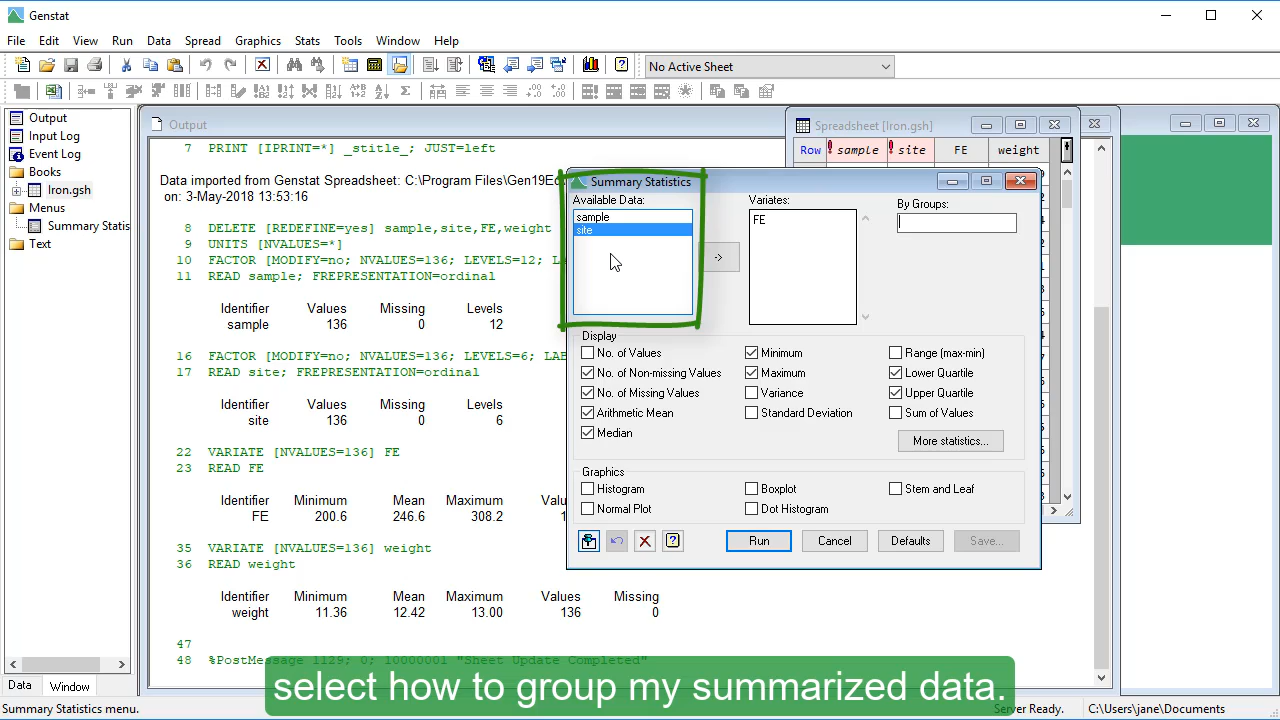 Genstat
File Edit View Run Data Spread Graphics Stats Tools Window Help
No Active Sheet
Output
Input Log
Event Log
Books
Iron.gsh
Menus
Summary Statis
Text
Data Window
Output
7 PRINT [IPRINT=*] _stitle_; JUST=left
Data imported from Genstat Spreadsheet: C:\Program Files\Gen19Ed
on: 3-May-2018 13:53:16
8 DELETE [REDEFINE=yes] sample,site,FE,weight
9 UNITS [NVALUES=*]
10 FACTOR [MODIFY=no; NVALUES=136; LEVELS=12; L
11 READ sample; FREPRESENTATION=ordinal
Identifier Values Missing Levels
sample 136 0 12
16 FACTOR [MODIFY=no; NVALUES=136; LEVELS=6; LA
17 READ site; FREPRESENTATION=ordinal
Identifier Values Missing Levels
site 136 0 6
22 VARIATE [NVALUES=136] FE
23 READ FE
Identifier Minimum Mean Maximum Valu
FE 200.6 246.6 308.2 1
35 VARIATE [NVALUES=136] weight
36 READ weight
Identifier Minimum Mean Maximum Values Missing
weight 11.36 12.42 13.00 136 0
47
48 %PostMessage 1129; 0; 10000001 "Sheet Update Completed"
Spreadsheet [Iron.gsh]
Row sample site FE weight
Summary Statistics
Available Data: Variates: By Groups:
sample
site
FE
Display
No. of Values Minimum Range (max-min)
No. of Non-missing Values Maximum Lower Quartile
No. of Missing Values Variance Upper Quartile
Arithmetic Mean Standard Deviation Sum of Values
Median
More statistics...
Graphics
Histogram Boxplot Stem and Leaf
Normal Plot Dot Histogram
Run Cancel Defaults Save...
select how to group my summarized data.
Summary Statistics menu. Server Ready. C:\Users\jane\Documents